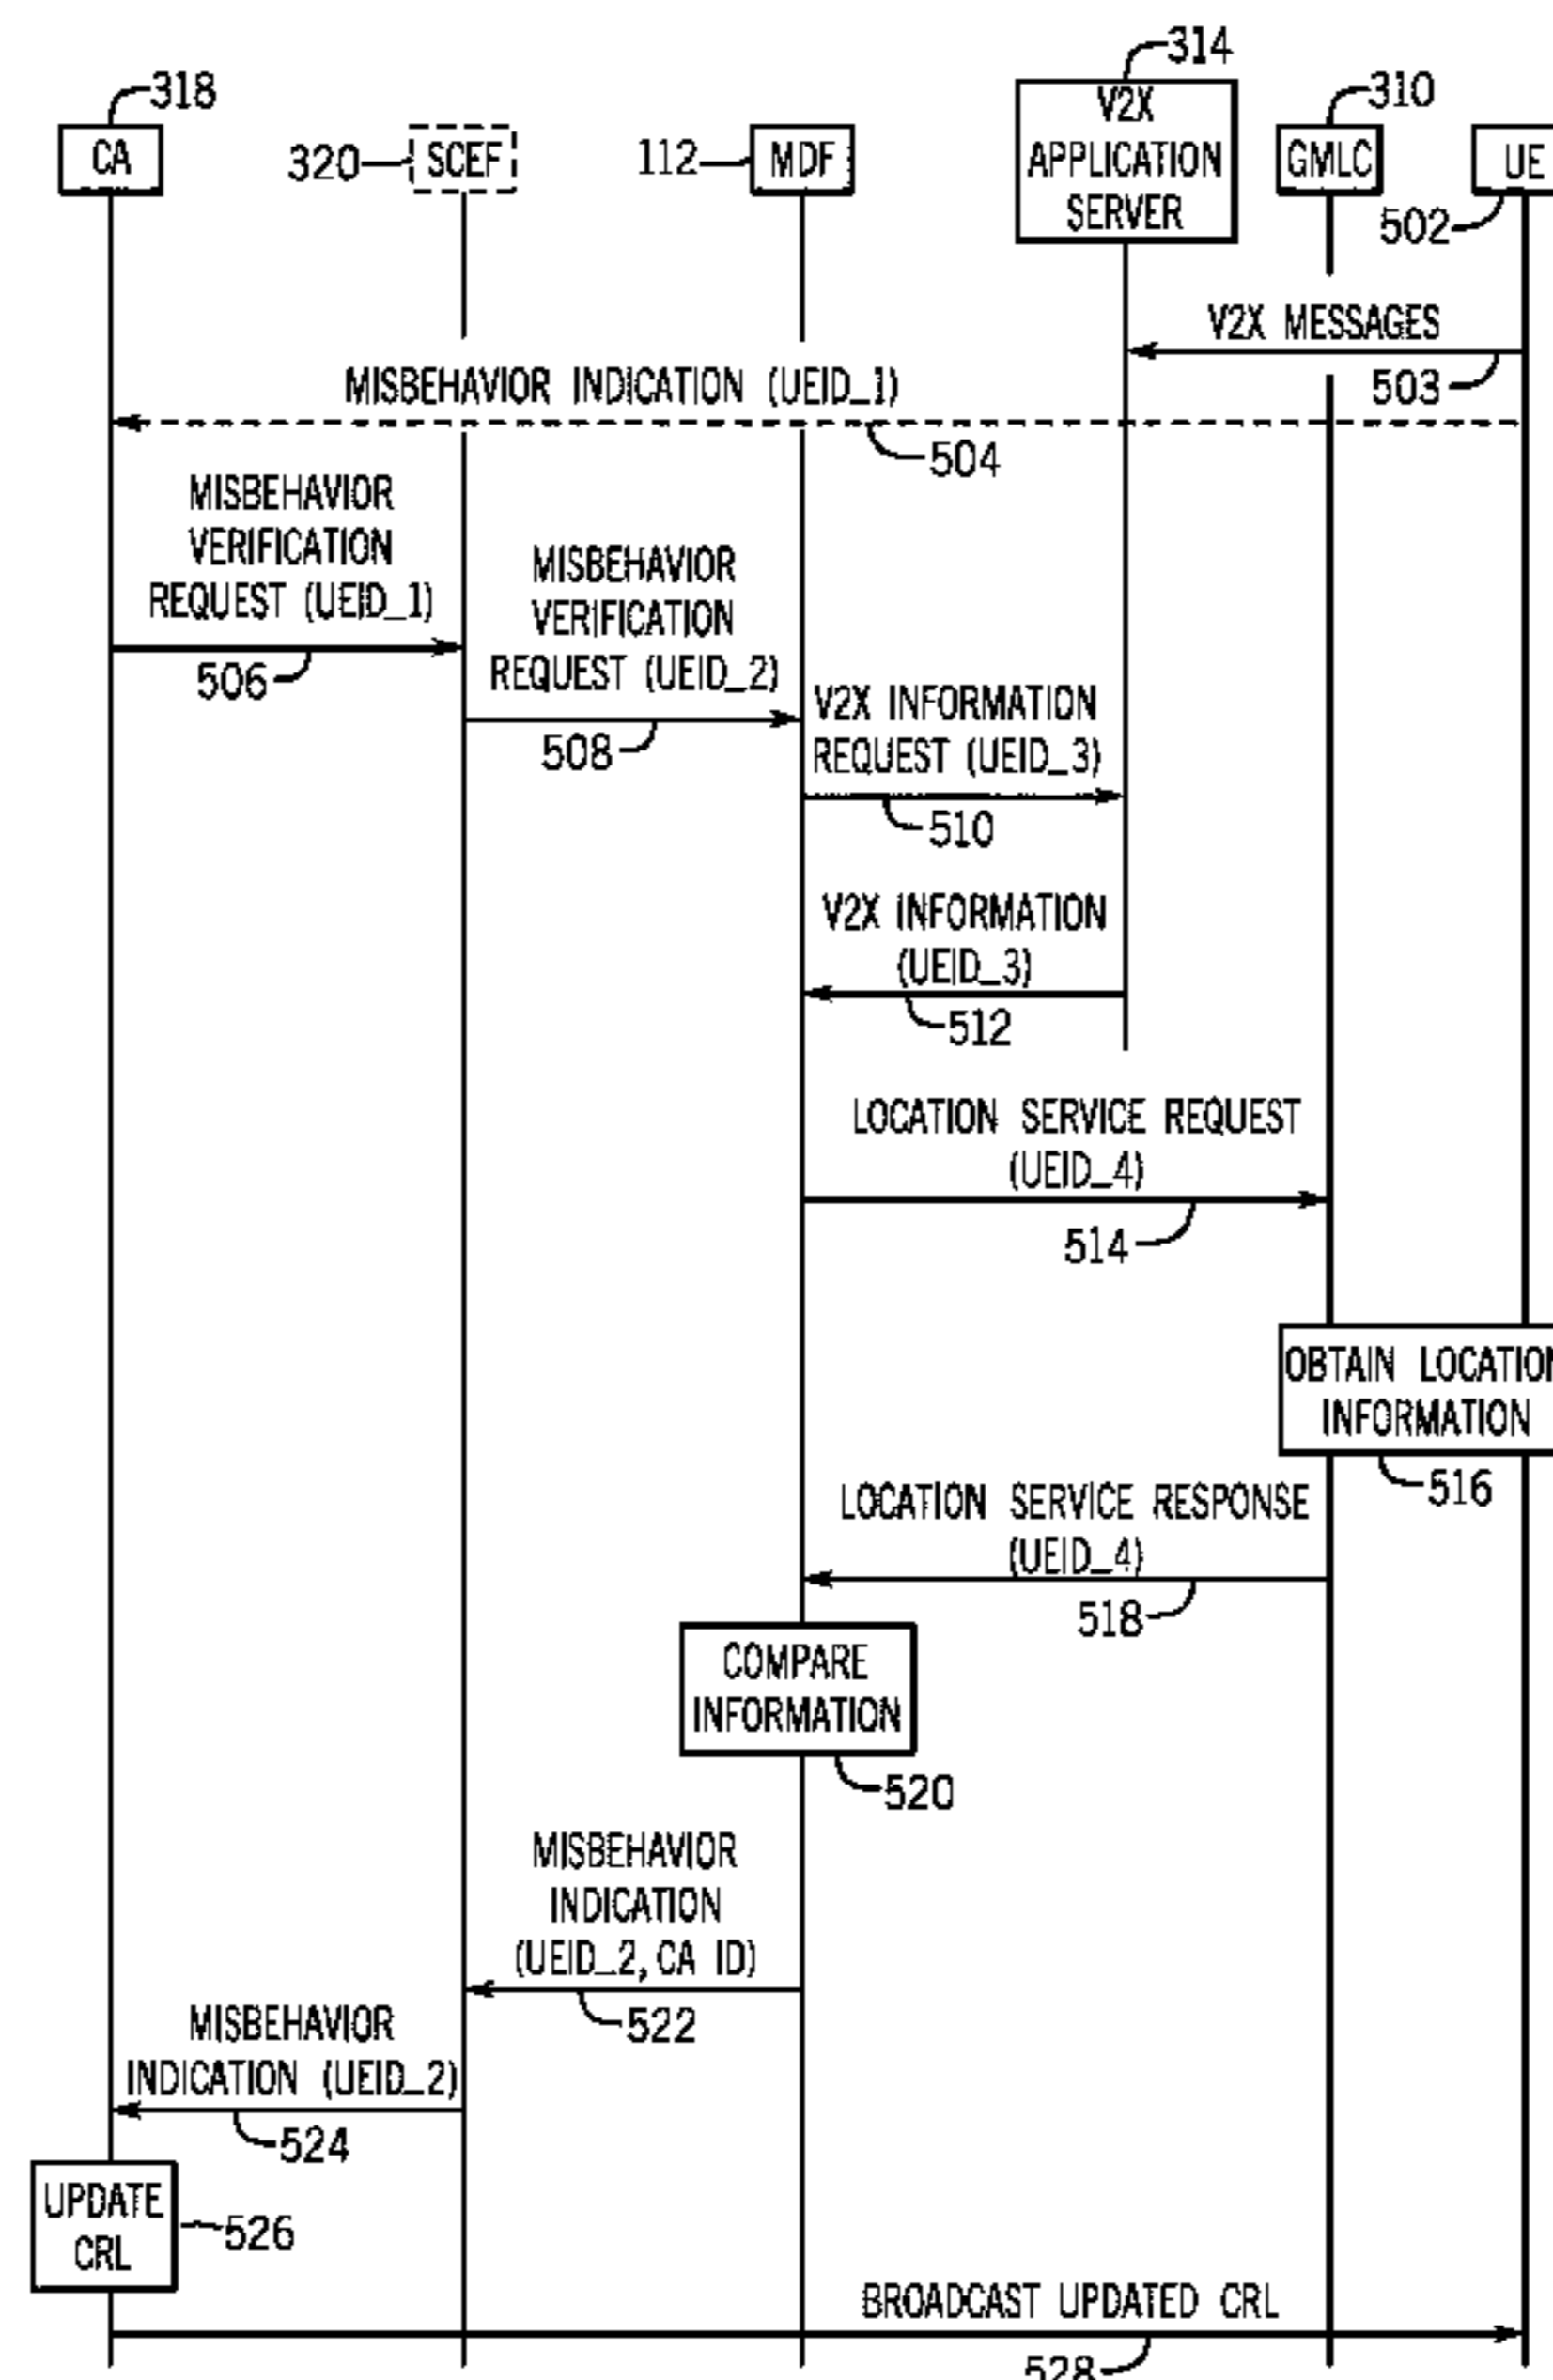 314
V2X
APPLICATION
SERVER
318
CA
320
SCEF
112
MDF
310
GMLC
UE
502
V2X MESSAGES
503
MISBEHAVIOR INDICATION (UEID_1)
504
MISBEHAVIOR
VERIFICATION
REQUEST (UEID_1)
506
MISBEHAVIOR
VERIFICATION
REQUEST (UEID_2)
508
V2X INFORMATION
REQUEST (UEID_3)
510
V2X INFORMATION
(UEID_3)
512
LOCATION SERVICE REQUEST
(UEID_4)
514
OBTAIN LOCATION
INFORMATION
516
LOCATION SERVICE RESPONSE
(UEID_4)
518
COMPARE
INFORMATION
520
MISBEHAVIOR
INDICATION
(UEID_2, CA ID)
522
MISBEHAVIOR
INDICATION (UEID_2)
524
UPDATE
CRL
526
BROADCAST UPDATED CRL
528